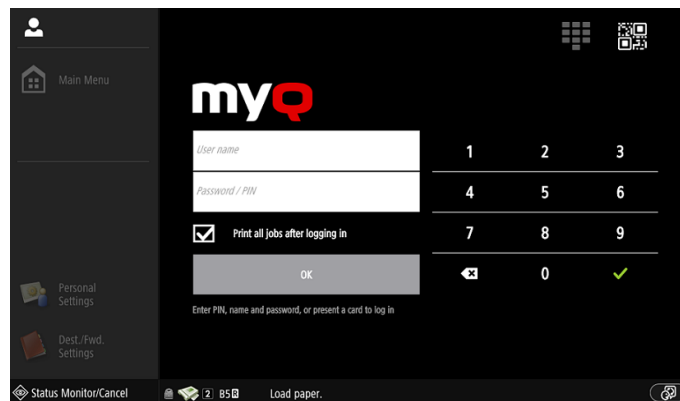 Main Menu
myQ
User name
Password / PIN
Print all jobs after logging in
OK
Enter PIN, name and password, or present a card to log in
1 2 3
4 5 6
7 8 9
0
Personal
Settings
Dest./Fwd.
Settings
Status Monitor/Cancel
2 B5R Load paper.